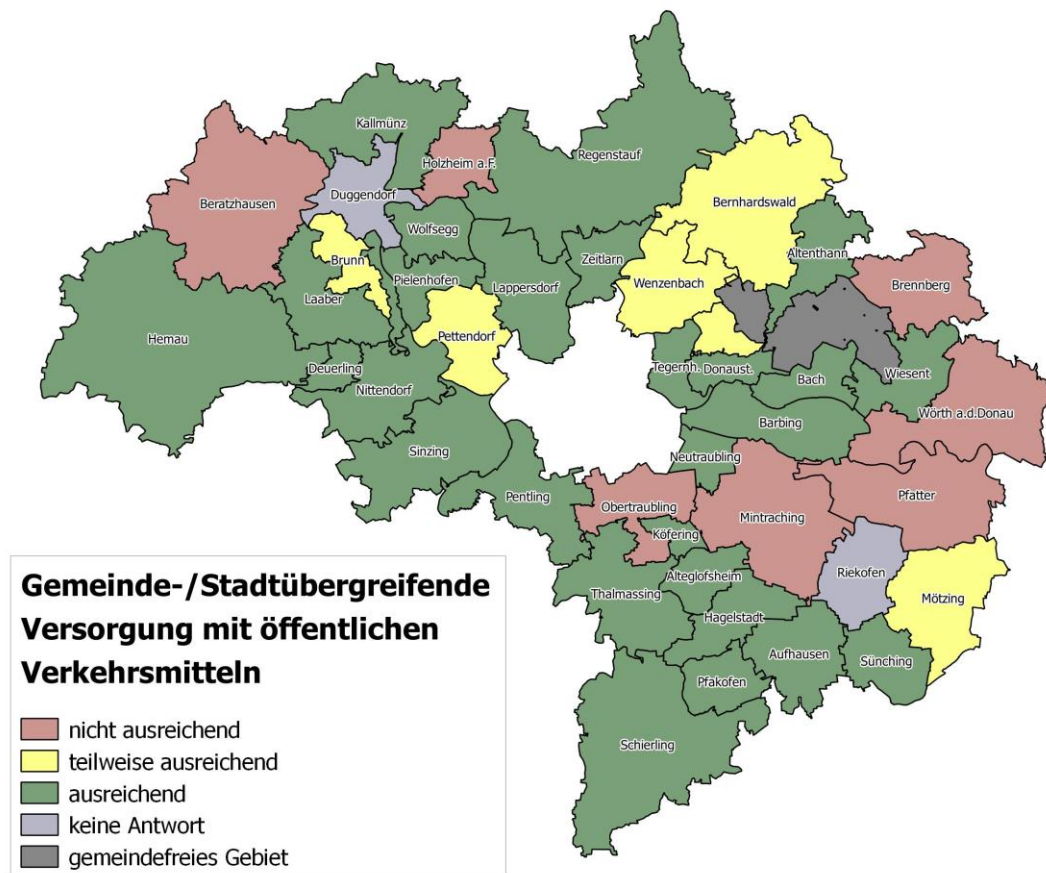 Kallmünz
Holzheim a.F.
Regenstauf
Beratzhausen
Duggendorf
Bernhardswald
Wolfsegg
Altenthann
Brunn
Zeitlarn
Pielenhofen
Lappersdorf
Wenzenbach
Brennberg
Laaber
Hemau
Pettendorf
Tegernh.
Donaust.
Deuerling
Bach
Wiesent
Nittendorf
Wörth a.d.Donau
Barbing
Sinzing
Neutraubling
Pentling
Obertraubling
Mintraching
Pfatter
Köfering
Alteglofsheim
Riekofen
Thalmassing
Mötzing
Hagelstadt
Aufhausen
Sünching
Pfakofen
Schierling
Gemeinde-/Stadtübergreifende
Versorgung mit öffentlichen
Verkehrsmitteln
nicht ausreichend
teilweise ausreichend
ausreichend
keine Antwort
gemeindefreies Gebiet